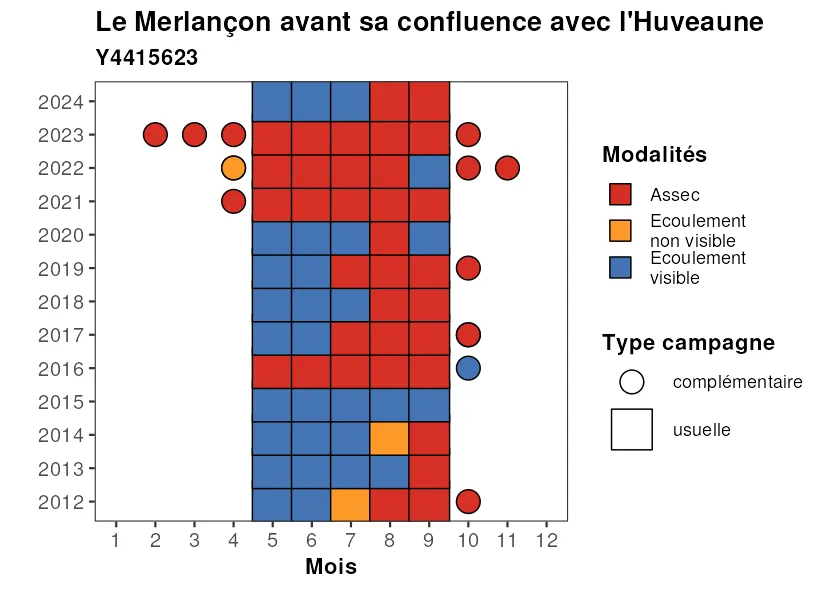 Le Merlançon avant sa confluence avec l'Huveaune
Y4415623
2024
2023
2022
2021
2020
2019
2018
2017
2016
2015
2014
2013
2012
1 2 3 4 5 6 7 8 9 10 11 12
Mois
Modalités
Assec
Ecoulement
non visible
Ecoulement
visible
Type campagne
complémentaire
usuelle